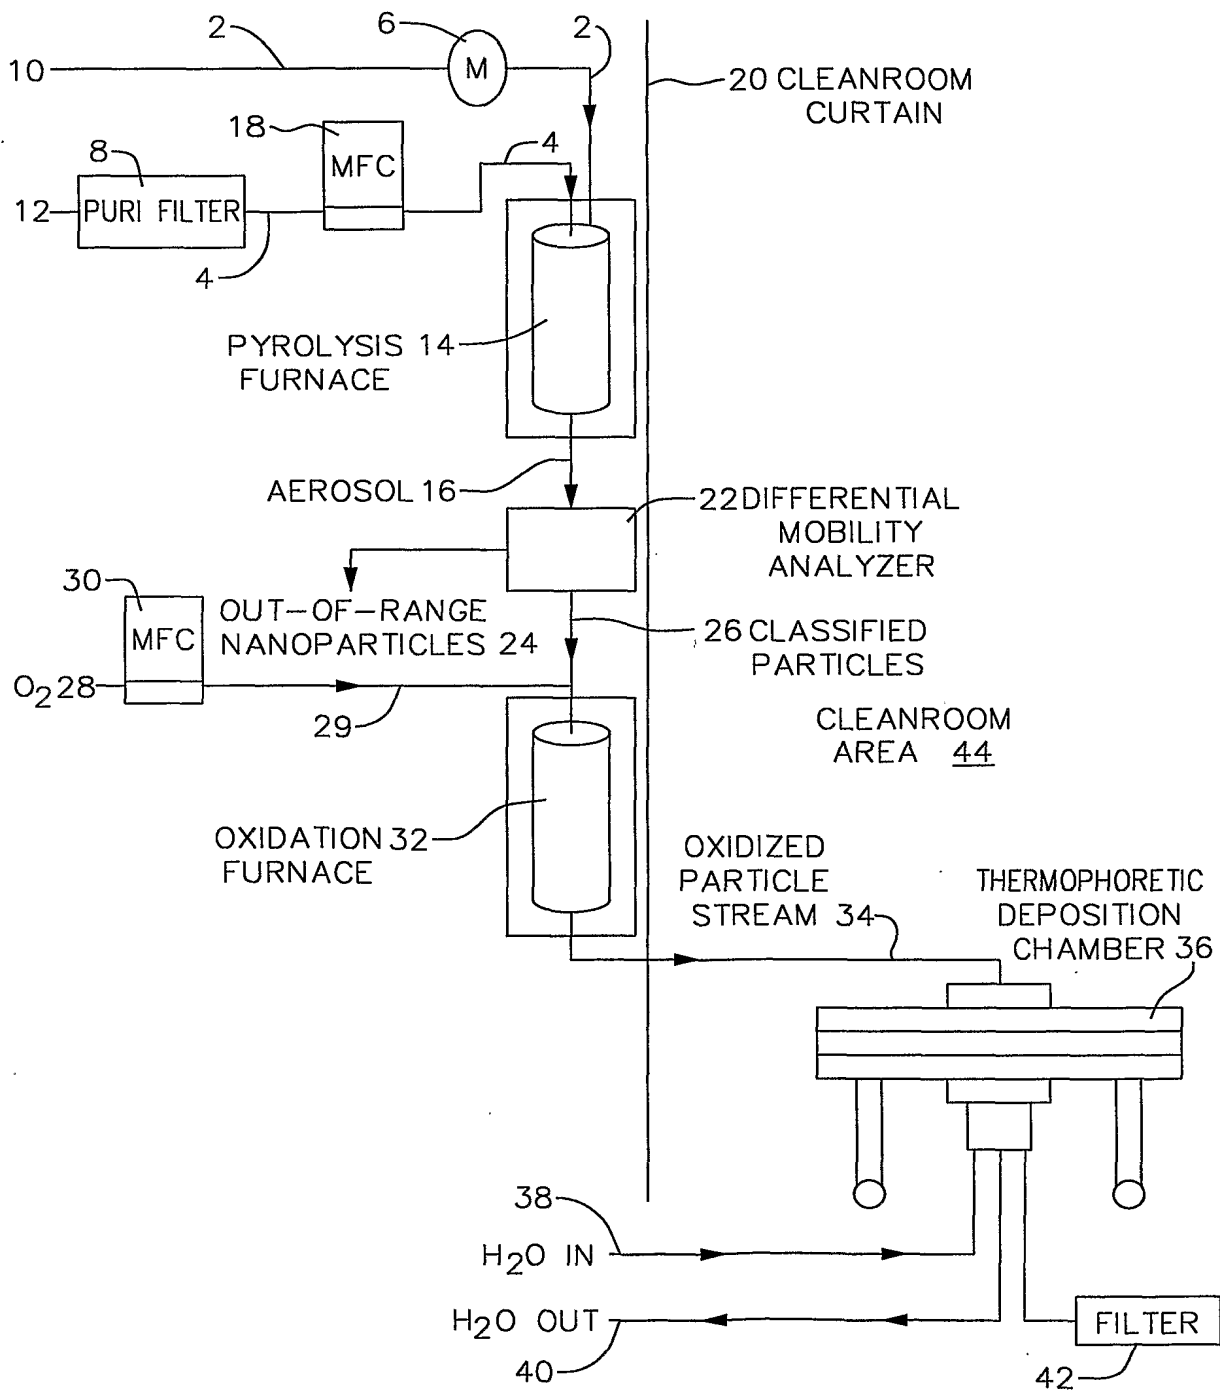 2
6
2
10
M
20 CLEANROOM
CURTAIN
18
MFC
4
8
12
PURI FILTER
4
PYROLYSIS 14
FURNACE
AEROSOL 16
22 DIFFERENTIAL
MOBILITY
ANALYZER
30
MFC
OUT-OF-RANGE
NANOPARTICLES 24
26 CLASSIFIED
PARTICLES
O2 28
29
CLEANROOM
AREA 44
OXIDATION 32
FURNACE
OXIDIZED
PARTICLE
STREAM 34
THERMOPHORETIC
DEPOSITION
CHAMBER 36
38
H2O IN
H2O OUT
40
FILTER
42